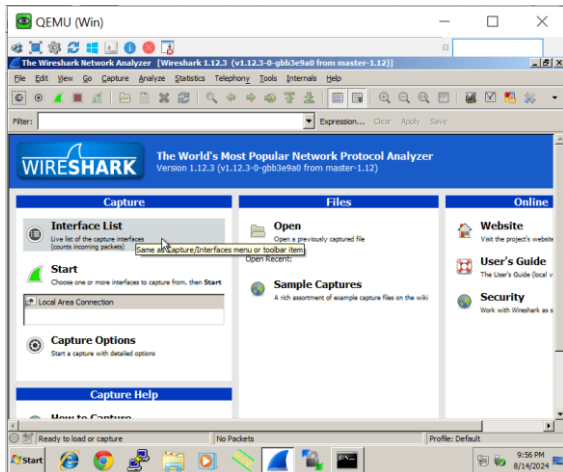 QEMU (Win)
The Wireshark Network Analyzer [Wireshark 1.12.3 (v1.12.3-0-gbb3e9a0 from master-1.12)]
File Edit View Go Capture Analyze Statistics Telephony Tools Internals Help
Filter: Expression... Clear Apply Save
WIRESHARK
The World's Most Popular Network Protocol Analyzer
Version 1.12.3 (v1.12.3-0-gbb3e9a0 from master-1.12)
Capture
Interface List
Live list of the capture interfaces
(counts incoming packets)
Same as Capture/Interfaces menu or toolbar item
Start
Choose one or more interfaces to capture from, then Start
Local Area Connection
Capture Options
Start a capture with detailed options
Capture Help
How to Capture
Files
Open
Open a previously captured file
Open Recent:
Sample Captures
A rich assortment of example capture files on the wiki
Online
Website
Visit the project's website
User's Guide
The User's Guide (local v
Security
Work with Wireshark as s
Ready to load or capture
No Packets
Profile: Default
Start
9:56 PM
8/14/2024